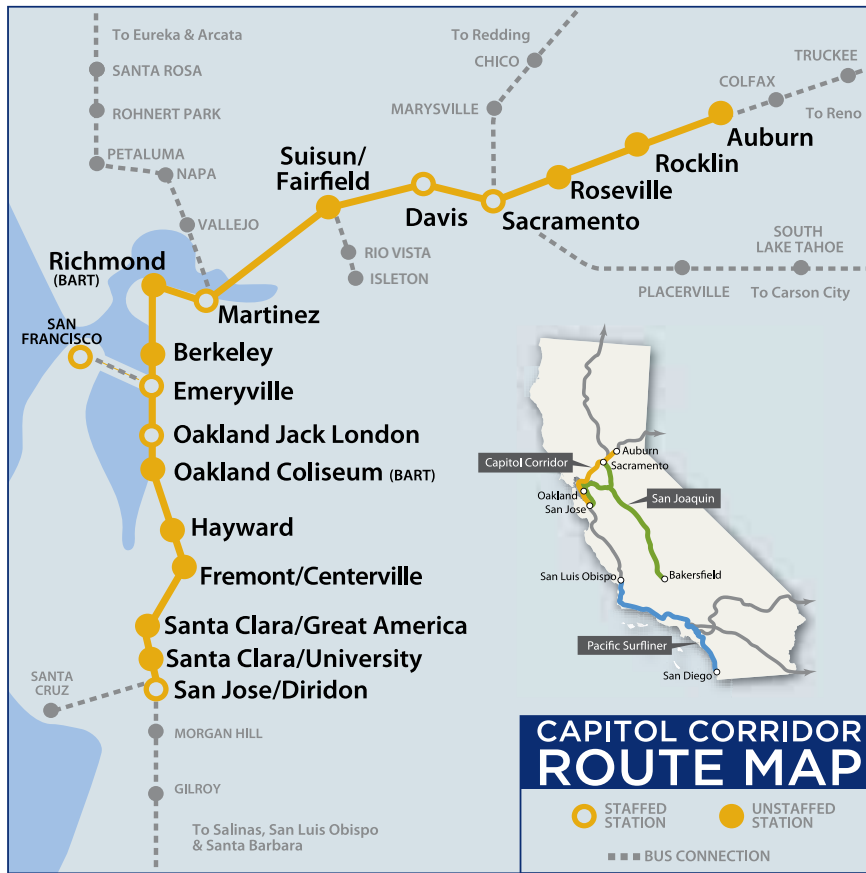 To Eureka & Arcata
SANTA ROSA
ROHNERT PARK
PETALUMA
NAPA
VALLEJO
To Redding
CHICO
MARYSVILLE
TRUCKEE
COLFAX
To Reno
Auburn
Rocklin
Roseville
Sacramento
Davis
Suisun/
Fairfield
RIO VISTA
ISLETON
SOUTH
LAKE TAHOE
PLACERVILLE
To Carson City
Richmond
(BART)
Martinez
SAN
FRANCISCO
Berkeley
Emeryville
Oakland Jack London
Oakland Coliseum (BART)
Hayward
Fremont/Centerville
Santa Clara/Great America
Santa Clara/University
San Jose/Diridon
SANTA
CRUZ
MORGAN HILL
GILROY
To Salinas, San Luis Obispo
& Santa Barbara
Auburn
Sacramento
Capitol Corridor
Oakland
San Jose
San Joaquin
San Luis Obispo
Bakersfield
Pacific Surfliner
San Diego
CAPITOL CORRIDOR
ROUTE MAP
STAFFED
STATION
UNSTAFFED
STATION
BUS CONNECTION